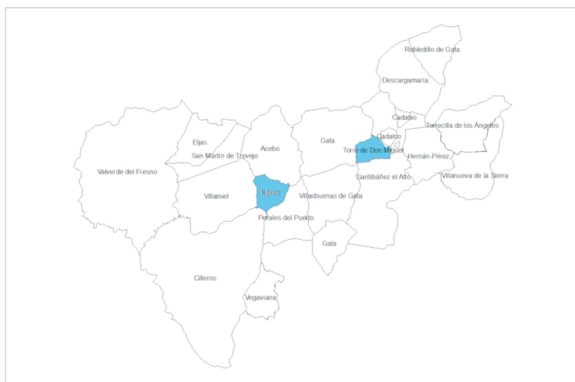 Robledillo de Gata
Descargamaría
Cadalso
Torrecilla de los Ángeles
Eljas
Acebo
Gata
Cadalso
Torre de Don Miguel
San Martín de Trevejo
Hernán-Pérez
Valverde del Fresno
Santibáñez el Alto
Villanueva de la Sierra
Villamiel
Hoyos
Villasbuenas de Gata
Perales del Puerto
Gata
Cilleros
Vegaviana